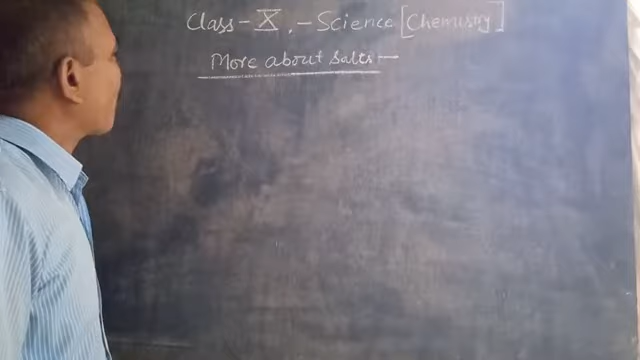 Class - X, - Science [Chemistry]
More about Salts -